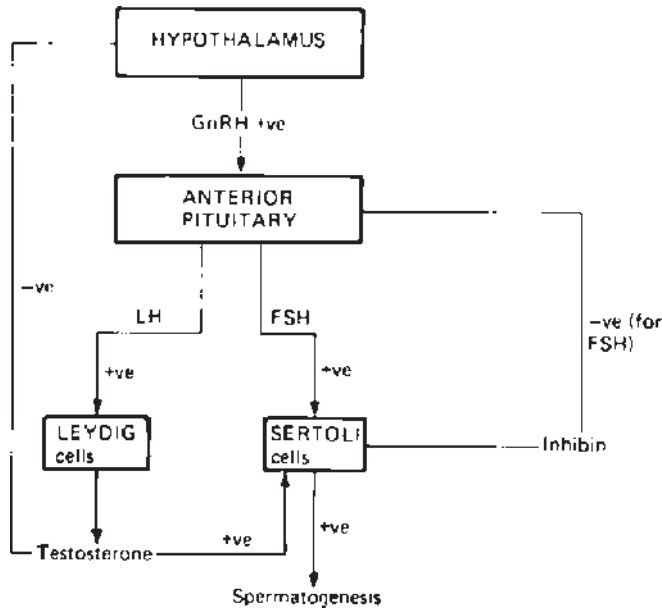 HYPOTHALAMUS
GnRH +ve
ANTERIOR
PITUITARY
−ve
LH
FSH
−ve (for
FSH)
+ve
+ve
LEYDIG
cells
SERTOLI
cells
Inhibin
+ve
+ve
Testosterone
Spermatogenesis